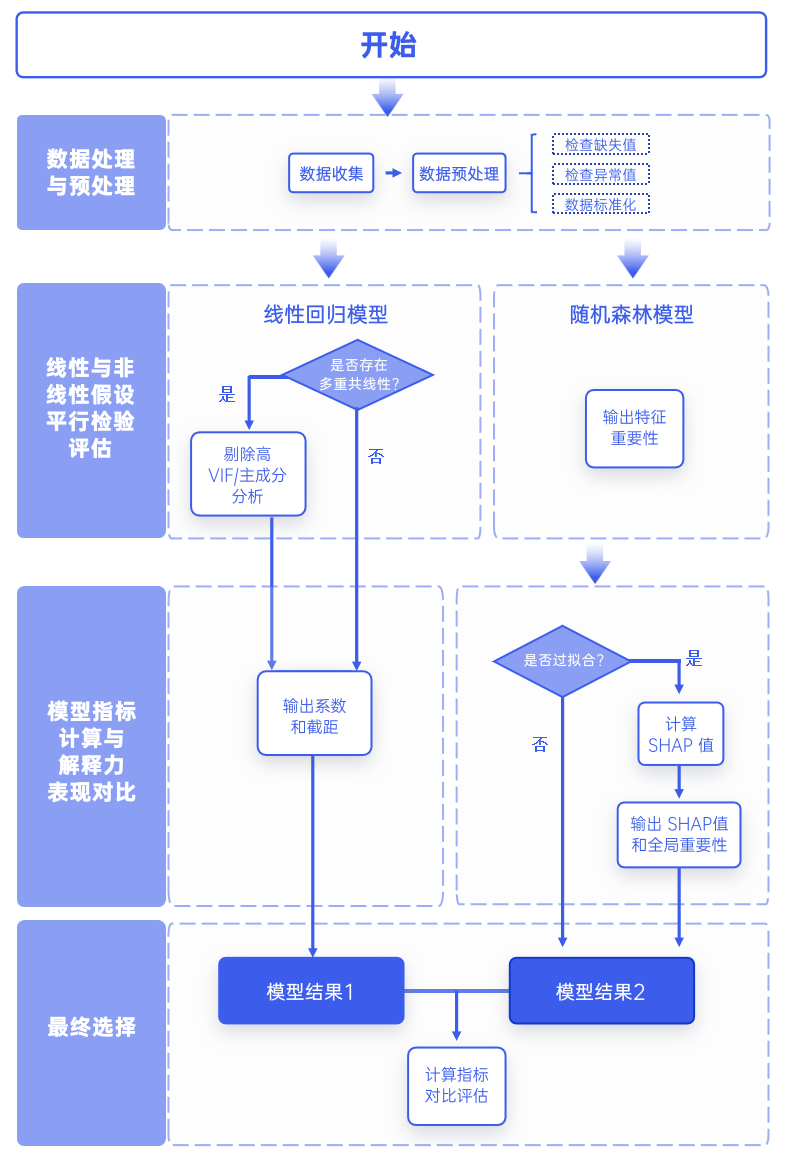 开始
数据处理
与预处理
数据收集
数据预处理
检查缺失值
检查异常值
数据标准化
线性与非
线性假设
平行检验
评估
线性回归模型
是否存在
多重共线性？
是
否
剔除高
VIF/主成分
分析
随机森林模型
输出特征
重要性
模型指标
计算与
解释力
表现对比
输出系数
和截距
是否过拟合？
是
否
计算
SHAP 值
输出 SHAP值
和全局重要性
最终选择
模型结果1
模型结果2
计算指标
对比评估